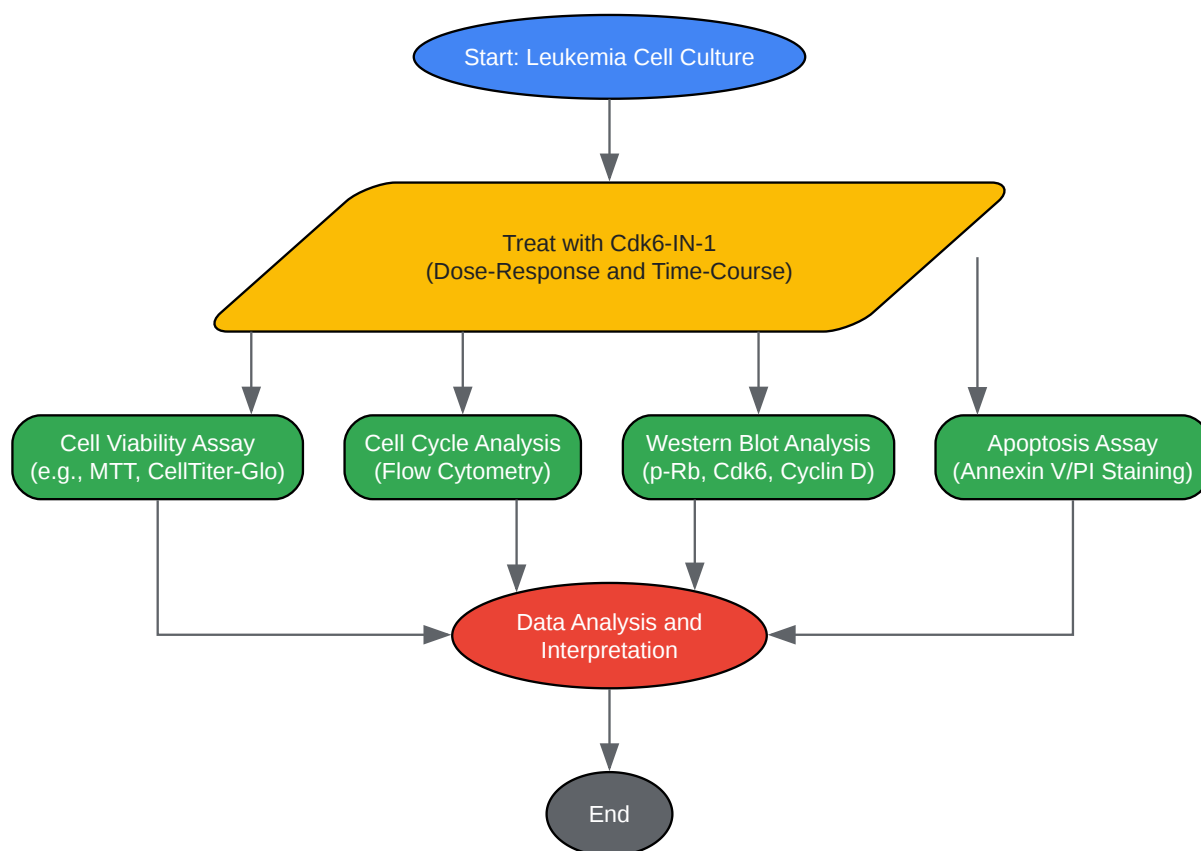 Start: Leukemia Cell Culture
Treat with Cdk6-IN-1
(Dose-Response and Time-Course)
Cell Viability Assay
(e.g., MTT, CellTiter-Glo)
Cell Cycle Analysis
(Flow Cytometry)
Western Blot Analysis
(p-Rb, Cdk6, Cyclin D)
Apoptosis Assay
(Annexin V/PI Staining)
Data Analysis and
Interpretation
End